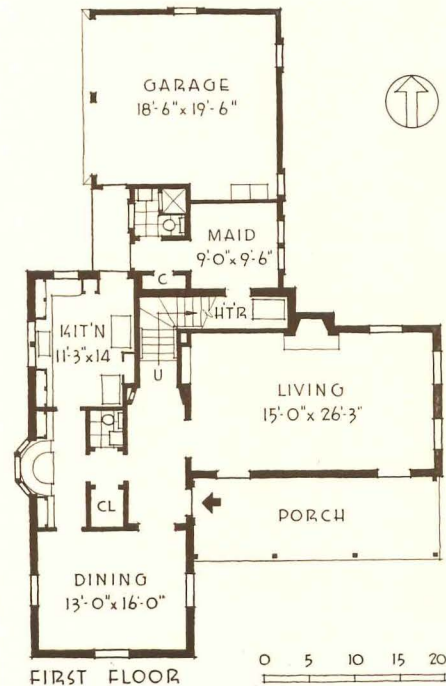 GARAGE
18'-6" x 19'-6"
MAID
9'-0" x 9'-6"
C
H'T'R
KIT'N
11'-3" x 14'
U
LIVING
15'-0" x 26'-3"
CL
PORCH
DINING
13'-0" x 16'-0"
0 5 10 15 20
FIRST FLOOR